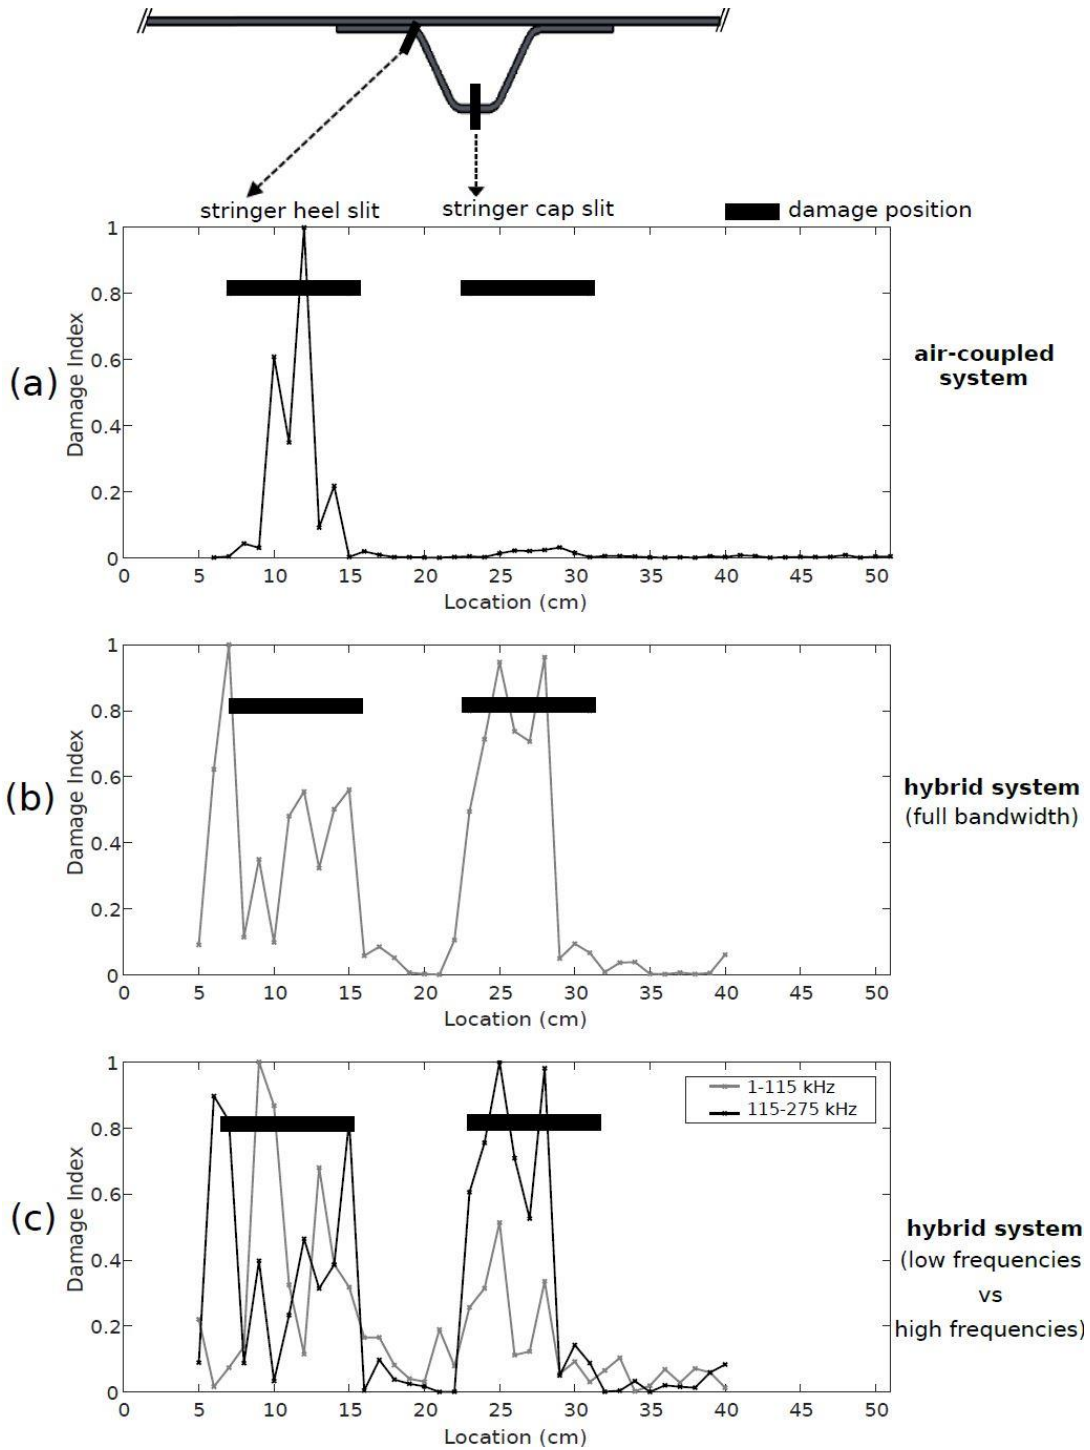 stringer heel slit
stringer cap slit
damage position
(a)
Damage Index
1
0.8
0.6
0.4
0.2
0
0 5 10 15 20 25 30 35 40 45 50
Location (cm)
air-coupled
system
(b)
Damage Index
1
0.8
0.6
0.4
0.2
0
0 5 10 15 20 25 30 35 40 45 50
Location (cm)
hybrid system
(full bandwidth)
(c)
Damage Index
1
0.8
0.6
0.4
0.2
0
1-115 kHz
115-275 kHz
0 5 10 15 20 25 30 35 40 45 50
Location (cm)
hybrid system
(low frequencies
vs
high frequencies)